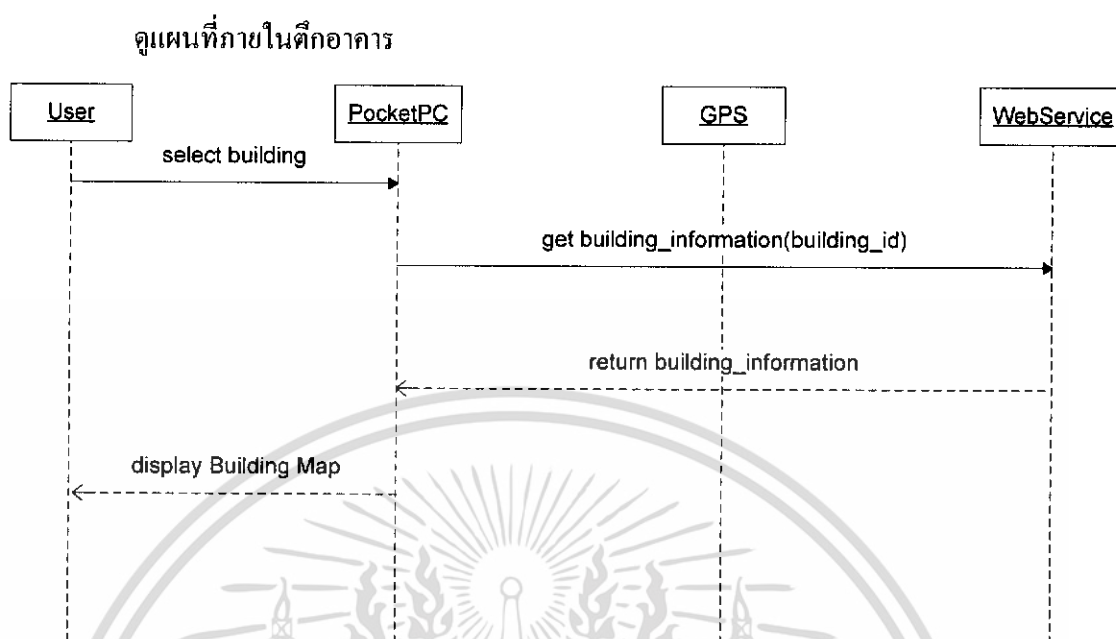 ดูแผนที่ภายในตึกอาคาร
User
PocketPC
GPS
WebService
select building
get building_information(building_id)
return building_information
display Building Map